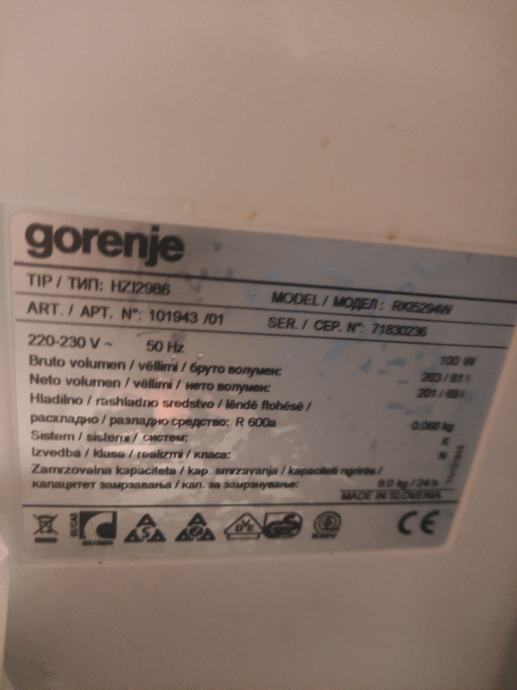 gorenje
TIP / ТИП: HZI2986 MODEL / МОДЕЛ: RKI5294W
ART. / АРТ. N°: 101943 /01 SER. / СЕР. N° 71830236
220-230 V ~ 50 Hz 100 W
Bruto volumen / vëllimi / бруто волумен: 203 / 81 l
Neto volumen / vëllimi / нето волумен: 201 / 69 l
Hladilno / rashladno sredstvo / lëndë ftohësë /
расхладно / разладно средство: R 600a 0.068 kg
Sistem / sistemi / систем: K
Izvedba / klasa / realizmi / класа: N
Zamrzovalna kapaciteta / kap. smrzavanja / kapaciteti ngrirës /
капацитет замрзавања / кап. за замрзнување: 9.0 kg / 24 h
MADE IN SLOVENIA
S
VE
CE